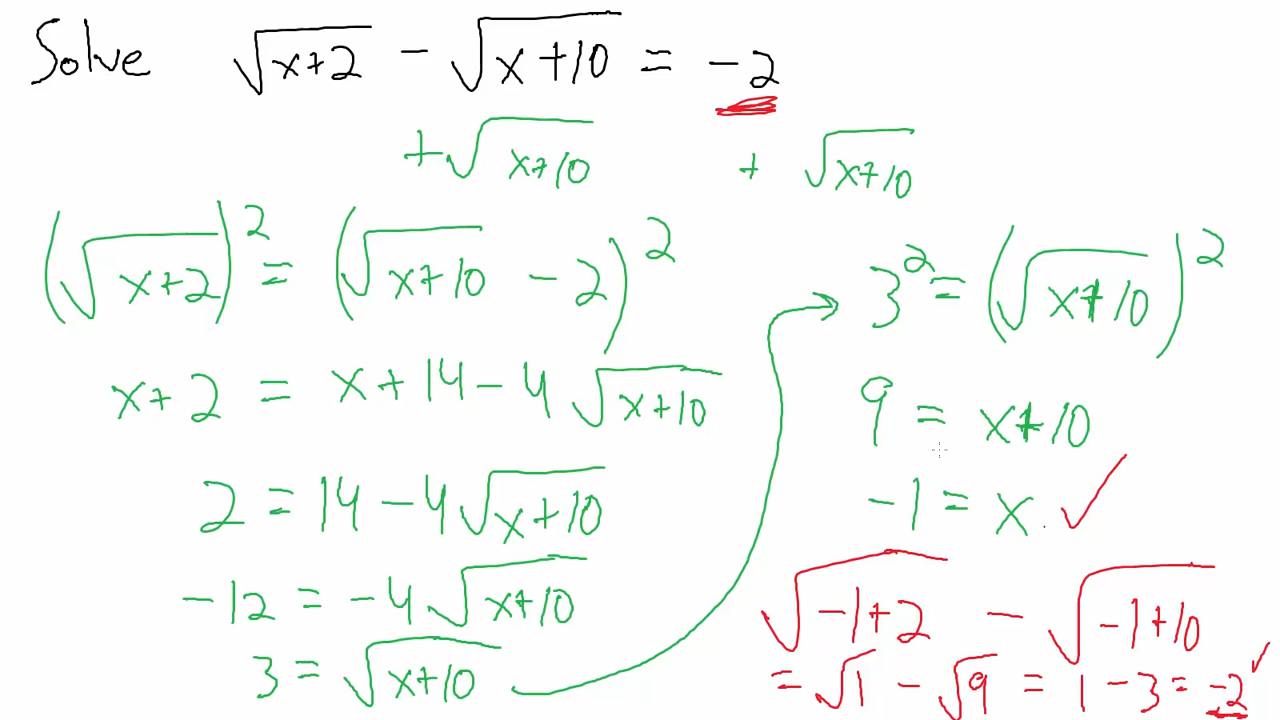 Solve √(x+2) − √(x+10) = −2
+√(x+10) + √(x+10)
(√(x+2))² = (√(x+10) − 2)²
x+2 = x+14−4√(x+10)
2 = 14−4√(x+10)
−12 = −4√(x+10)
3 = √(x+10)
3² = (√(x+10))²
9 = x+10
−1 = x. ✓
√(−1+2) − √(−1+10)
= √1 − √9 = 1−3 = −2 ✓